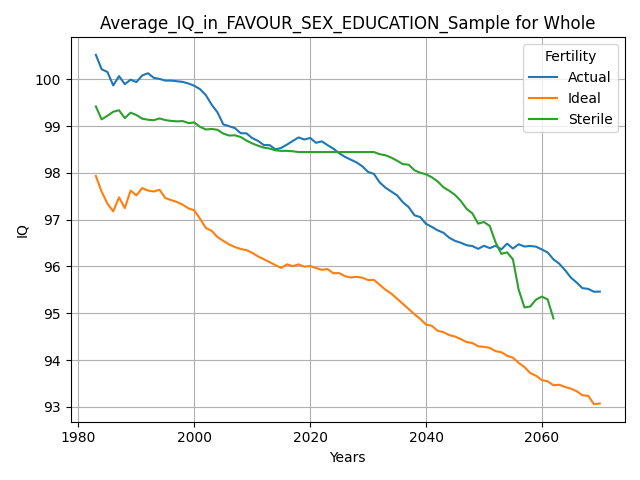 Average_IQ_in_FAVOUR_SEX_EDUCATION_Sample for Whole
Fertility
Actual
Ideal
Sterile
IQ
100
99
98
97
96
95
94
93
1980
2000
2020
2040
2060
Years